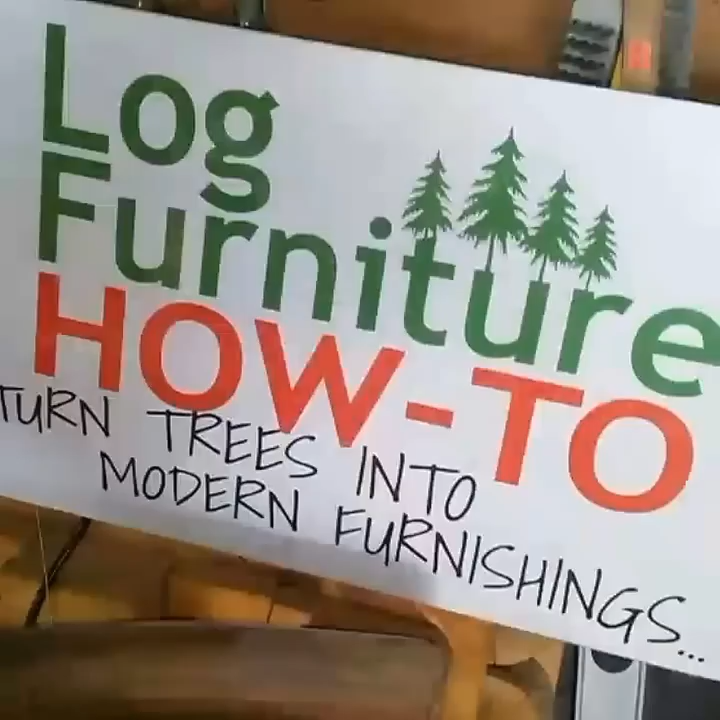 Log
Furniture
HOW-TO
TURN TREES INTO
MODERN FURNISHINGS...